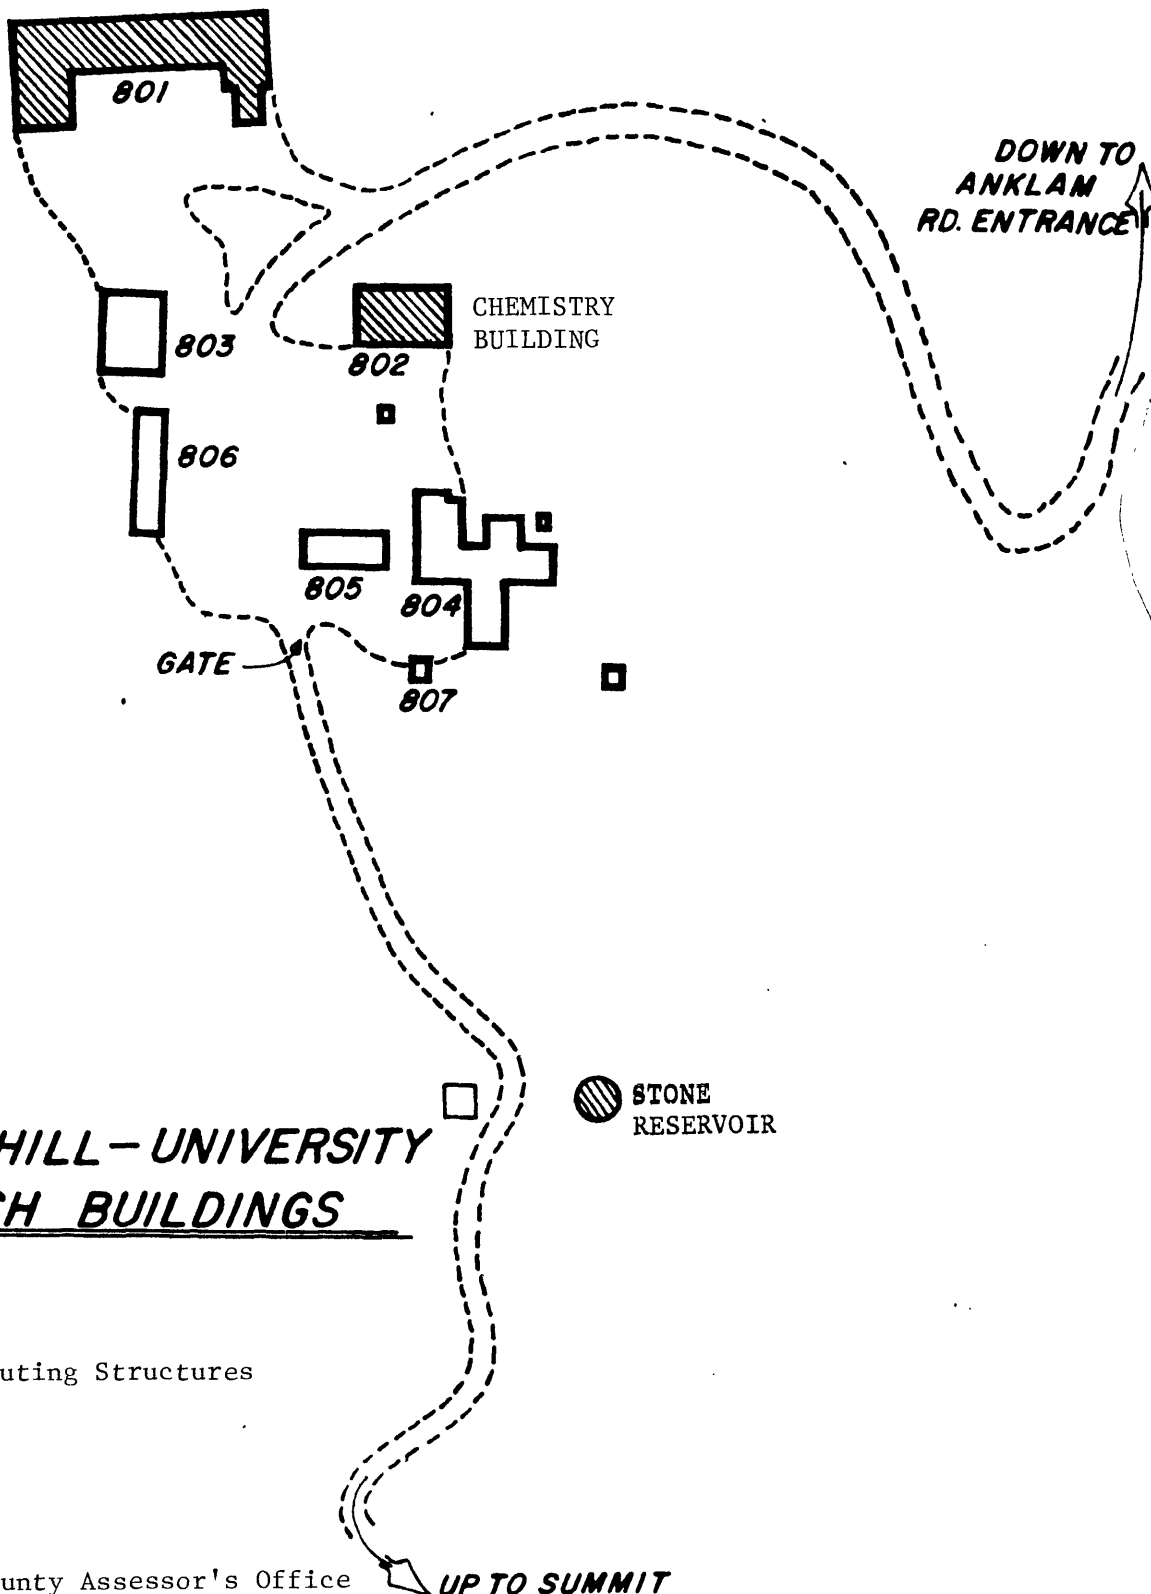 801
DOWN TO
ANKLAM
RD. ENTRANCE
CHEMISTRY
BUILDING
803
802
806
805
804
GATE
807
STONE
RESERVOIR
HILL-UNIVERSITY
CH BUILDINGS
uting Structures
unty Assessor's Office
UP TO SUMMIT